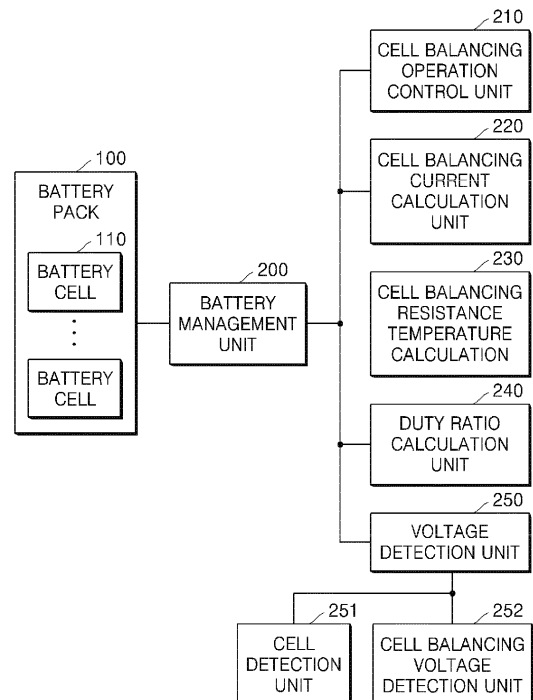 210
CELL BALANCING
OPERATION
CONTROL UNIT
220
CELL BALANCING
CURRENT
CALCULATION
UNIT
100
BATTERY
PACK
110
BATTERY
CELL
BATTERY
CELL
200
BATTERY
MANAGEMENT
UNIT
230
CELL BALANCING
RESISTANCE
TEMPERATURE
CALCULATION
240
DUTY RATIO
CALCULATION
UNIT
250
VOLTAGE
DETECTION UNIT
251
CELL
DETECTION
UNIT
252
CELL BALANCING
VOLTAGE
DETECTION UNIT